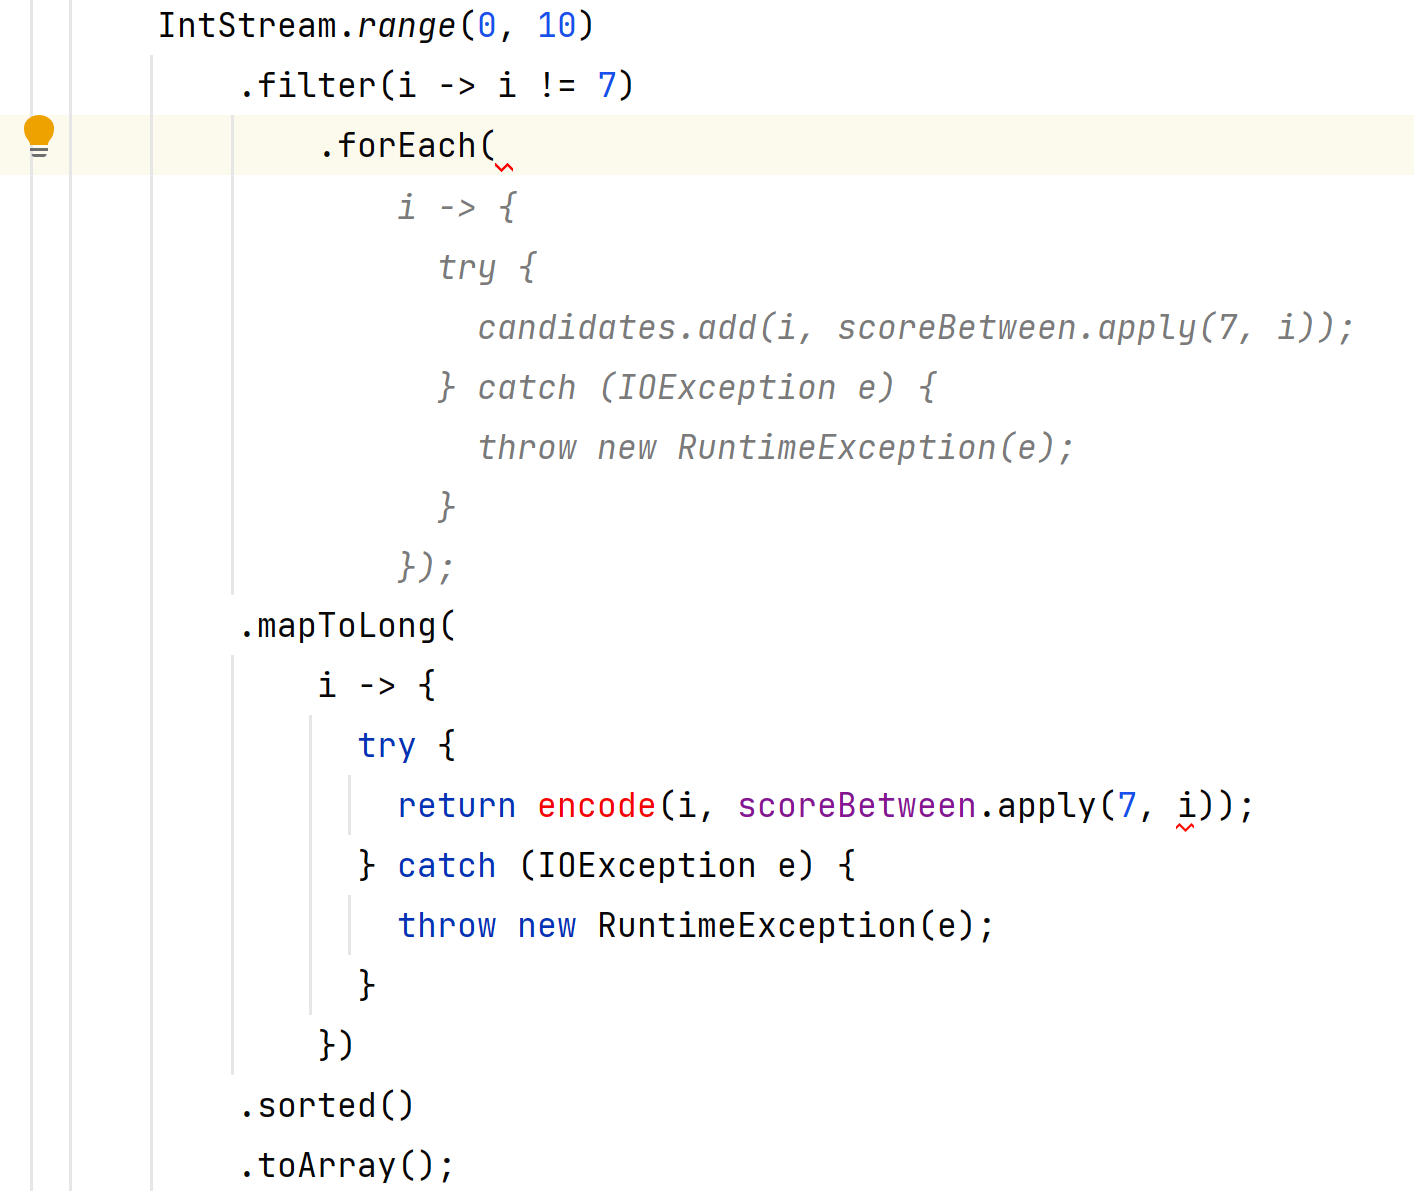 IntStream.range(0, 10)
.filter(i -> i != 7)
.forEach(
i -> {
try {
candidates.add(i, scoreBetween.apply(7, i));
} catch (IOException e) {
throw new RuntimeException(e);
}
});
.mapToLong(
i -> {
try {
return encode(i, scoreBetween.apply(7, i));
} catch (IOException e) {
throw new RuntimeException(e);
}
})
.sorted()
.toArray();